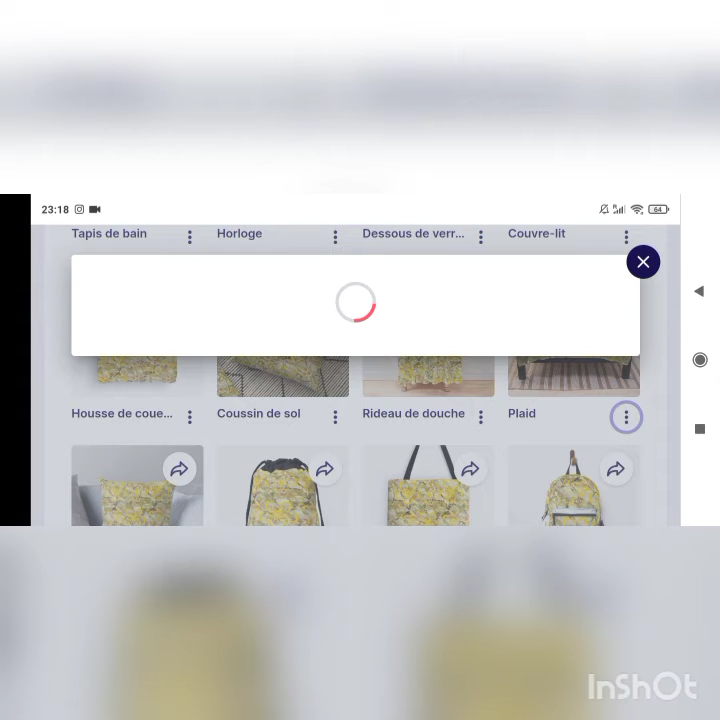 23:18
64
Tapis de bain
Horloge
Dessous de verr...
Couvre-lit
Housse de coue...
Coussin de sol
Rideau de douche
Plaid
InShOt